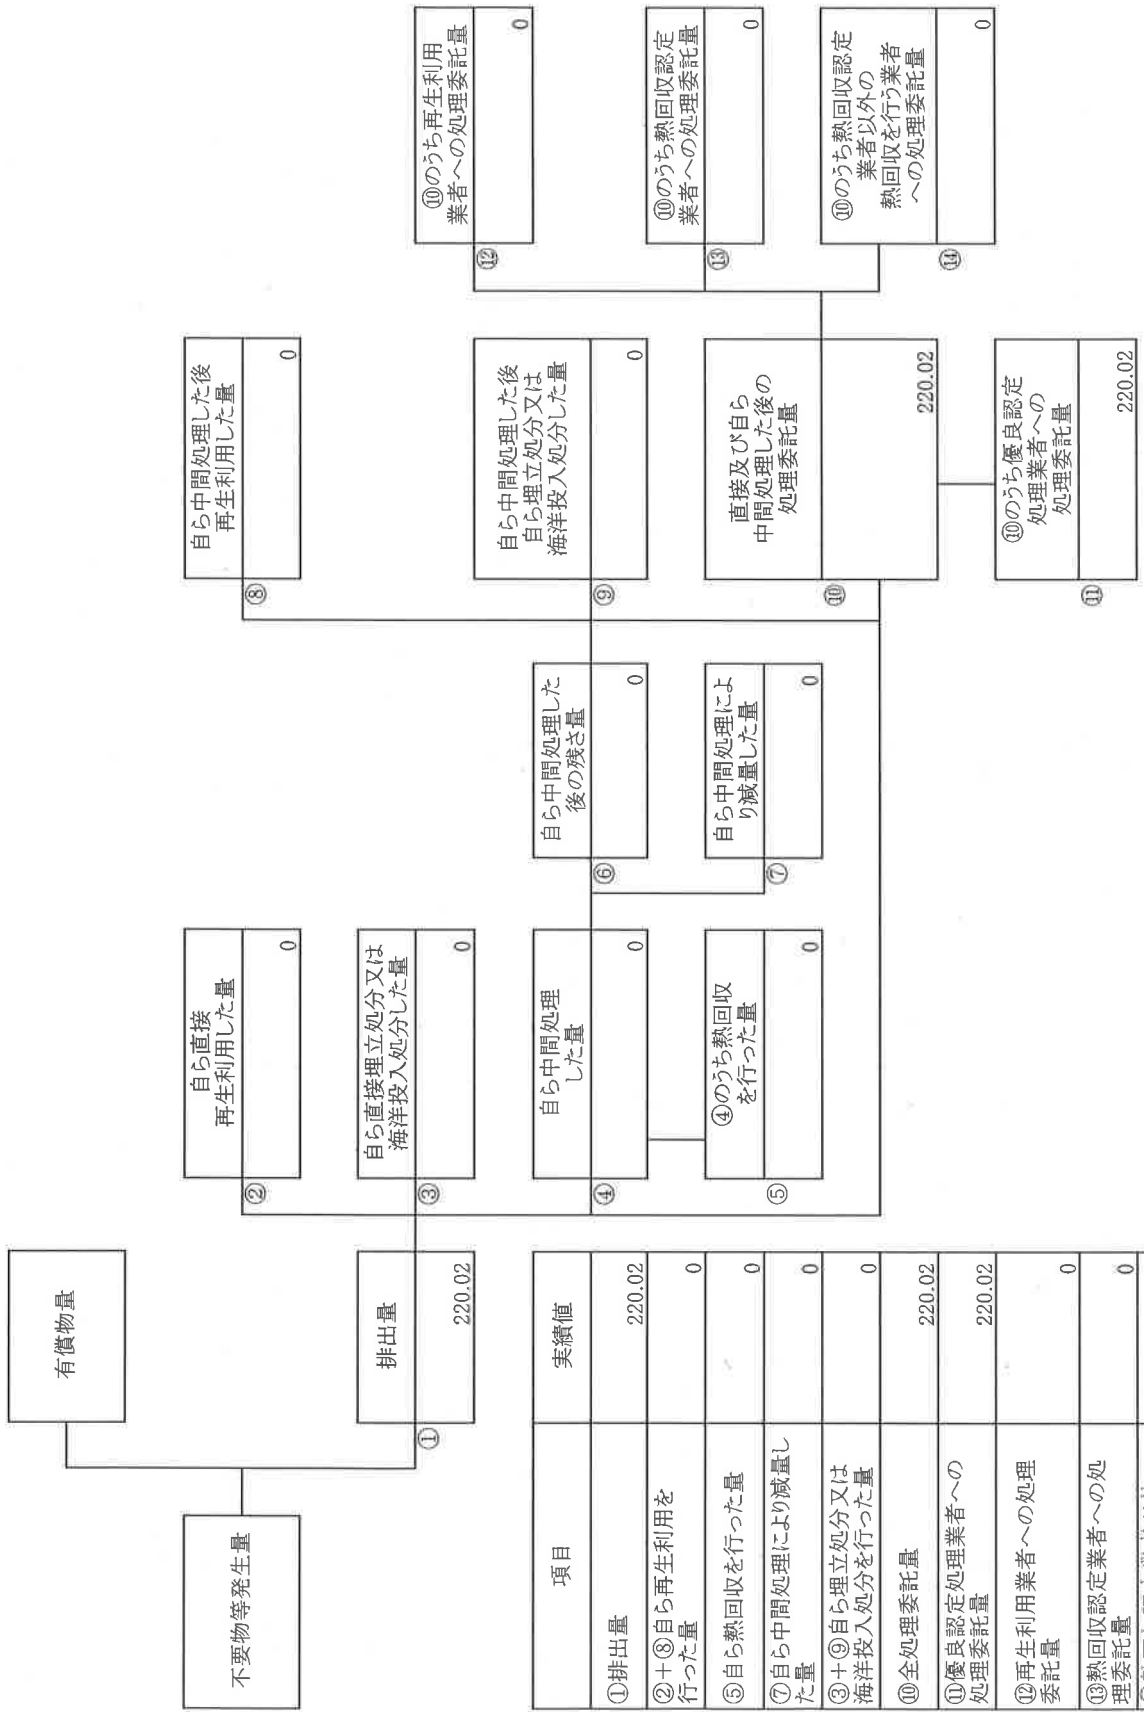 不要物等発生量
有償物量
①
排出量
220.02
②
自ら直接
再生利用した量
0
③
自ら直接埋立処分又は
海洋投入処分した量
0
④
自ら中間処理
した量
0
⑤
④のうち熱回収
を行った量
0
⑥
自ら中間処理した
後の残さ量
0
⑦
自ら中間処理によ
り減量した量
0
⑧
自ら中間処理した後
再生利用した量
0
⑨
自ら中間処理した後
自ら埋立処分又は
海洋投入処分した量
0
⑩
直接及び自ら
中間処理した後の
処理委託量
220.02
⑪
⑩のうち優良認定
処理業者への
処理委託量
220.02
⑫
⑩のうち再生利用
業者への処理委託量
0
⑬
⑩のうち熱回収認定
業者への処理委託量
0
⑭
⑩のうち熱回収認定
業者以外の
熱回収を行う業者
への処理委託量
0
項目 実績値
①排出量 220.02
②+⑧自ら再生利用を
行った量 0
⑤自ら熱回収を行った量 0
⑦自ら中間処理により減量し
た量 0
③+⑨自ら埋立処分又は
海洋投入処分を行った量 0
⑩全処理委託量 220.02
⑪優良認定処理業者への
処理委託量 220.02
⑫再生利用業者への処理
委託量 0
⑬熱回収認定業者への処
理委託量 0